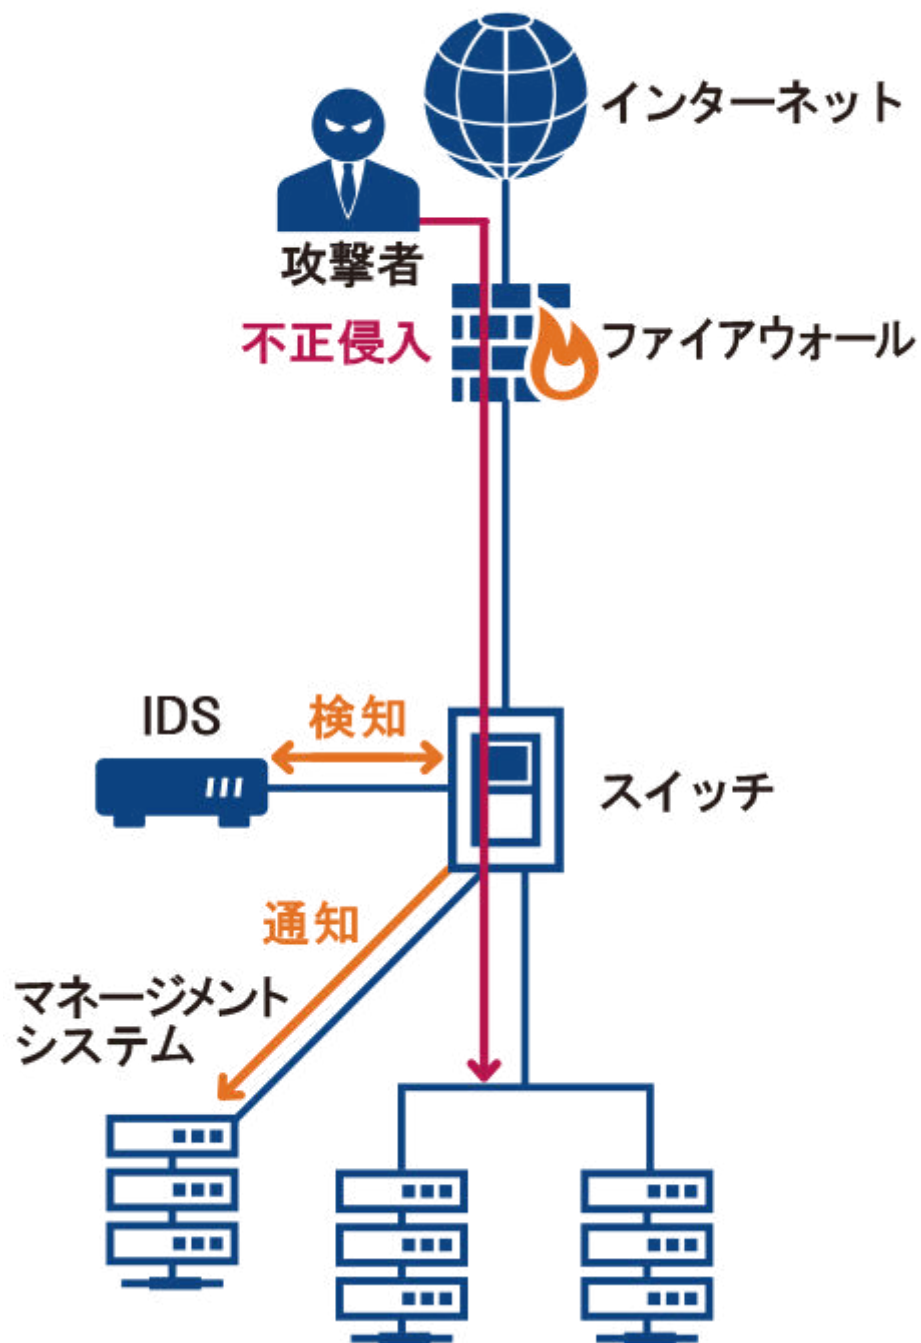 インターネット
攻撃者
不正侵入
ファイアウォール
IDS
検知
スイッチ
通知
マネージメント
システム